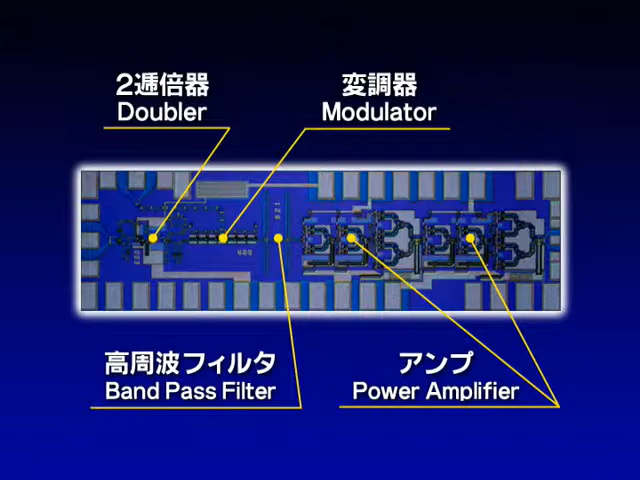 2逓倍器
Doubler
変調器
Modulator
高周波フィルタ
Band Pass Filter
アンプ
Power Amplifier